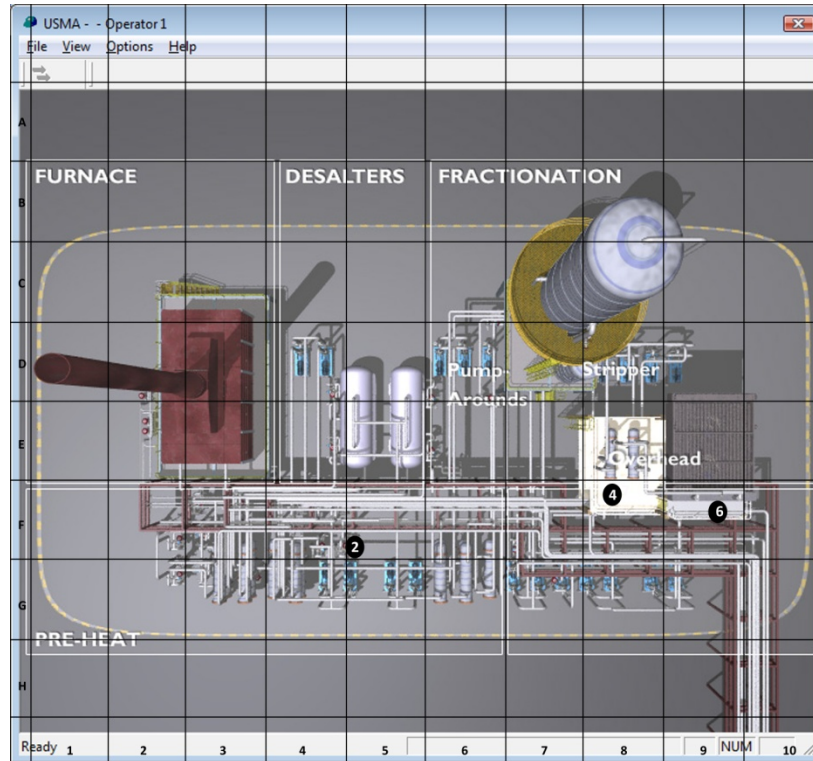 USMA - - Operator 1
File View Options Help
A
FURNACE DESALTERS FRACTIONATION
B
C
D
Pump- Stripper
Arounds
E
Overhead
4
6
F
2
G
PRE-HEAT
H
Ready NUM
1 2 3 4 5 6 7 8 9 10